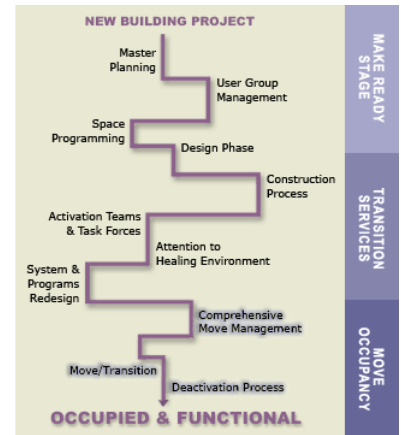 NEW BUILDING PROJECT
Master
Planning
User Group
Management
Space
Programming
Design Phase
Construction
Process
Activation Teams
& Task Forces
Attention to
Healing Environment
System &
Programs
Redesign
Comprehensive
Move Management
Move/Transition
Deactivation Process
OCCUPIED & FUNCTIONAL
MAKE READY
STAGE
TRANSITION
SERVICES
MOVE
OCCUPANCY